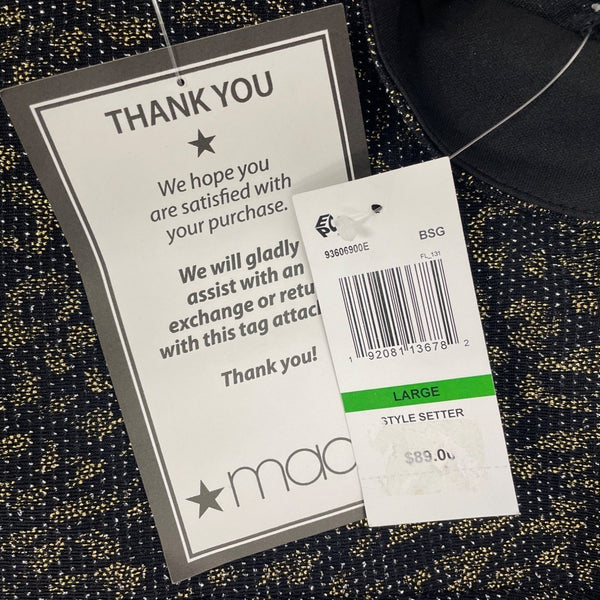 THANK YOU
We hope you
are satisfied with
your purchase.
We will gladly
assist with an
exchange or retu
with this tag attach
Thank you!
mac
93606900E
BSG
FL_131
1 92081 13678 2
LARGE
STYLE SETTER
$89.00